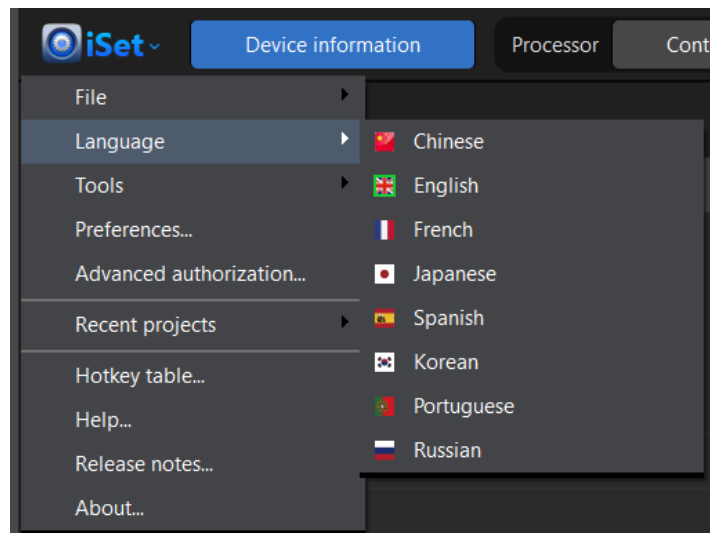 iSet
Device information
Processor
Cont
File
Language
Tools
Preferences...
Advanced authorization...
Recent projects
Hotkey table...
Help...
Release notes...
About...
Chinese
English
French
Japanese
Spanish
Korean
Portuguese
Russian